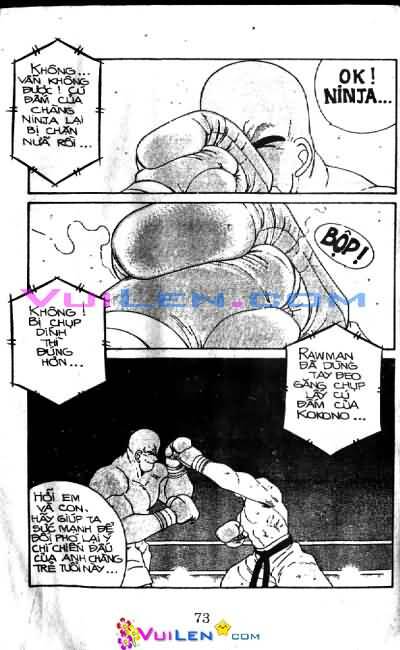 KHÔNG...
VẪN KHÔNG
ĐƯỢC! CÚ
ĐẤM CỦA
CHÀNG
NINJA LẠI
BỊ CHẶN
NỮA RỒI...
OK!
NINJA...
BỘP!
KHÔNG!
BỊ CHỤP
DÍNH
THÌ
ĐÚNG
HƠN...
VUILEN.COM
RAWMAN
ĐÃ DÙNG
TAY ĐEO
GĂNG CHỤP
LẤY CÚ
ĐẤM CỦA
KOKONO...
HỠI EM
VÀ CON.
HÃY GIÚP TA
SỨC MẠNH ĐỂ
ĐỐI PHÓ LẠI Ý
CHÍ CHIẾN ĐẤU
CỦA ANH CHÀNG
TRẺ TUỔI NÀY...
73
VUILEN